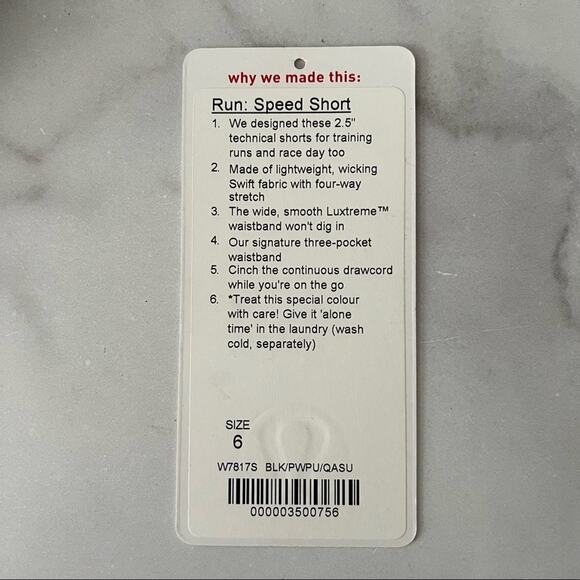 why we made this:
Run: Speed Short
1. We designed these 2.5"
technical shorts for training
runs and race day too
2. Made of lightweight, wicking
Swift fabric with four-way
stretch
3. The wide, smooth Luxtreme™
waistband won't dig in
4. Our signature three-pocket
waistband
5. Cinch the continuous drawcord
while you're on the go
6. *Treat this special colour
with care! Give it 'alone
time' in the laundry (wash
cold, separately)
SIZE
6
W7817S BLK/PWPU/QASU
000003500756